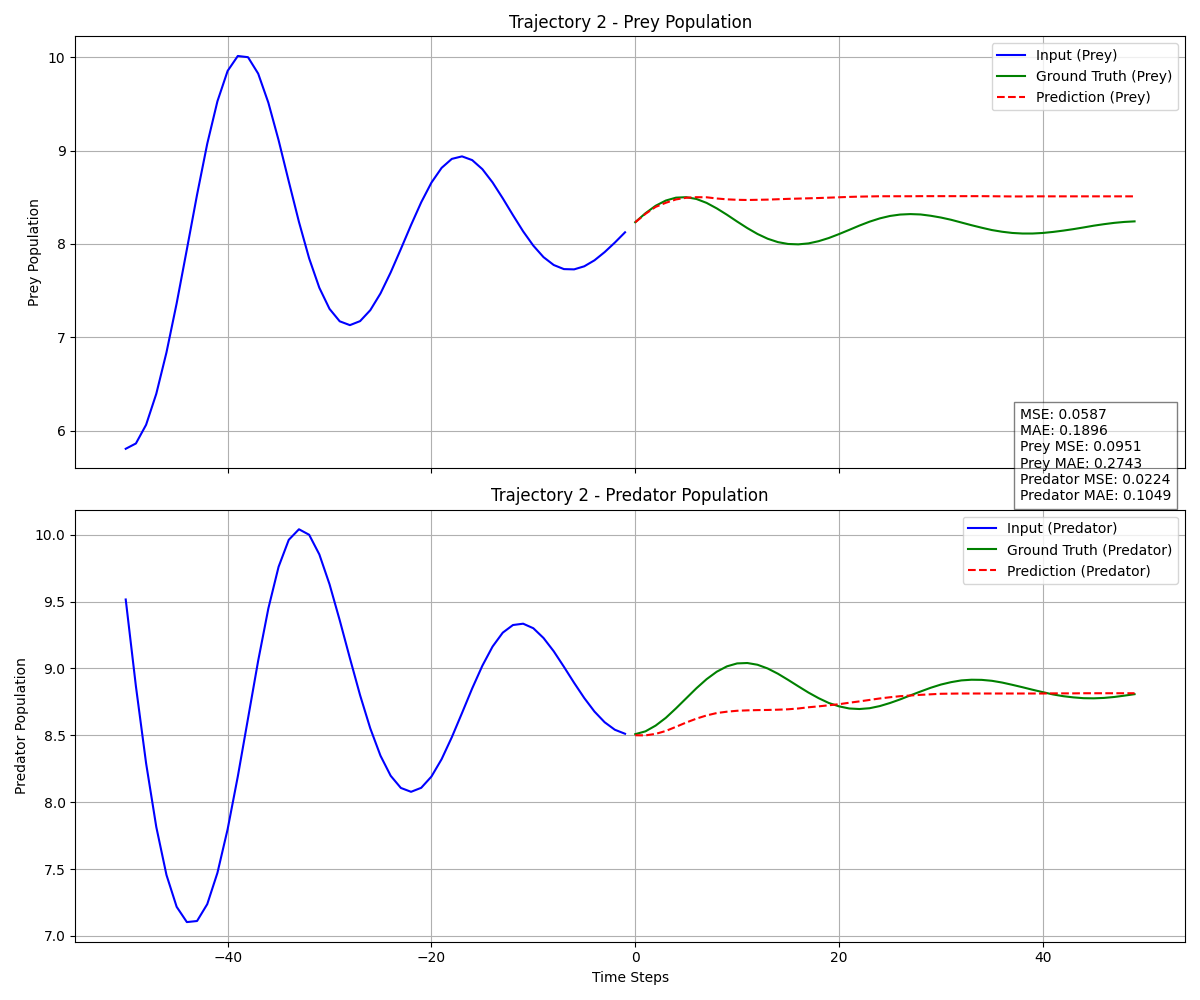 Trajectory 2 - Prey Population
Input (Prey)
Ground Truth (Prey)
Prediction (Prey)
Prey Population
10
9
8
7
6
MSE: 0.0587
MAE: 0.1896
Prey MSE: 0.0951
Prey MAE: 0.2743
Predator MSE: 0.0224
Predator MAE: 0.1049
Trajectory 2 - Predator Population
Input (Predator)
Ground Truth (Predator)
Prediction (Predator)
Predator Population
10.0
9.5
9.0
8.5
8.0
7.5
7.0
−40 −20 0 20 40
Time Steps